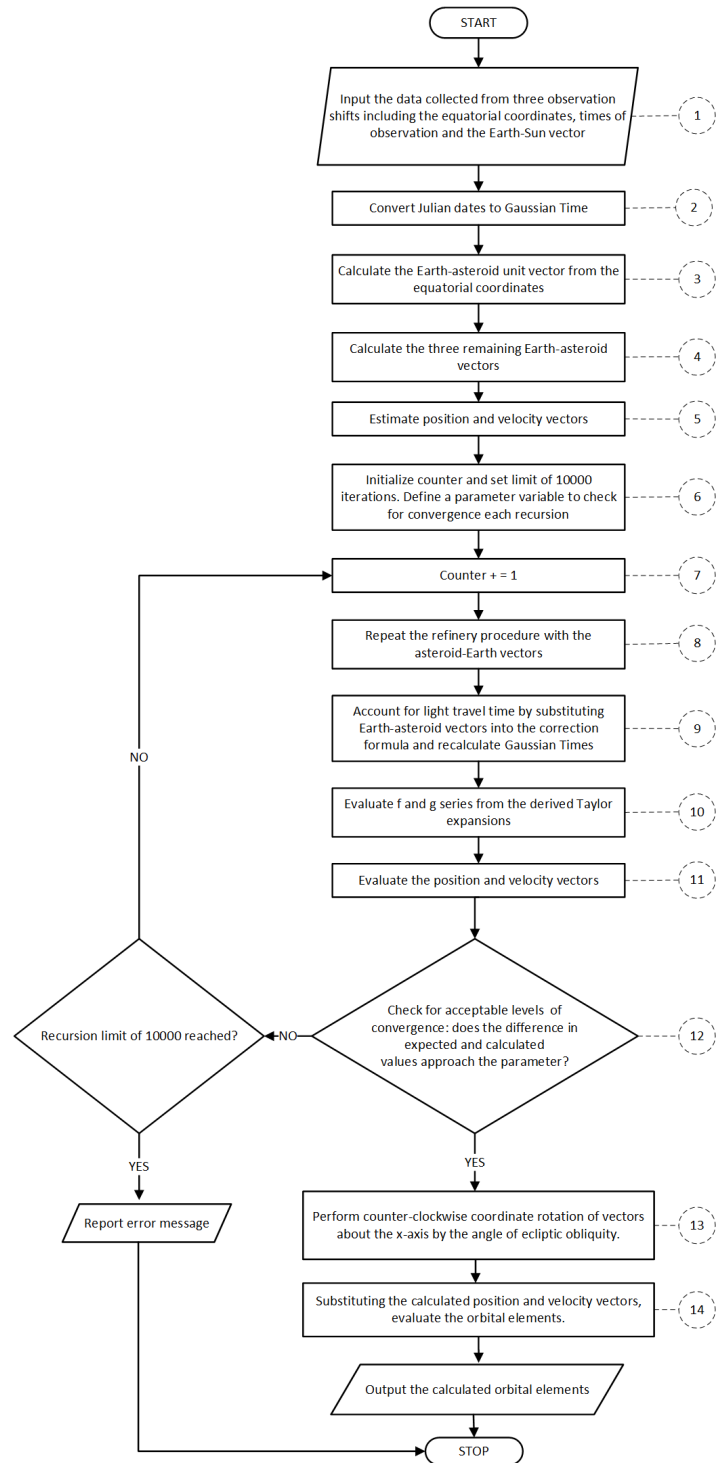 START
Input the data collected from three observation
shifts including the equatorial coordinates, times of
observation and the Earth-Sun vector
1
Convert Julian dates to Gaussian Time
2
Calculate the Earth-asteroid unit vector from the
equatorial coordinates
3
Calculate the three remaining Earth-asteroid
vectors
4
Estimate position and velocity vectors
5
Initialize counter and set limit of 10000
iterations. Define a parameter variable to check
for convergence each recursion
6
Counter + = 1
7
Repeat the refinery procedure with the
asteroid-Earth vectors
8
Account for light travel time by substituting
Earth-asteroid vectors into the correction
formula and recalculate Gaussian Times
9
NO
Evaluate f and g series from the derived Taylor
expansions
10
Evaluate the position and velocity vectors
11
Recursion limit of 10000 reached?
NO
Check for acceptable levels of
convergence: does the difference in
expected and calculated
values approach the parameter?
12
YES
YES
Report error message
Perform counter-clockwise coordinate rotation of vectors
about the x-axis by the angle of ecliptic obliquity.
13
Substituting the calculated position and velocity vectors,
evaluate the orbital elements.
14
Output the calculated orbital elements
STOP